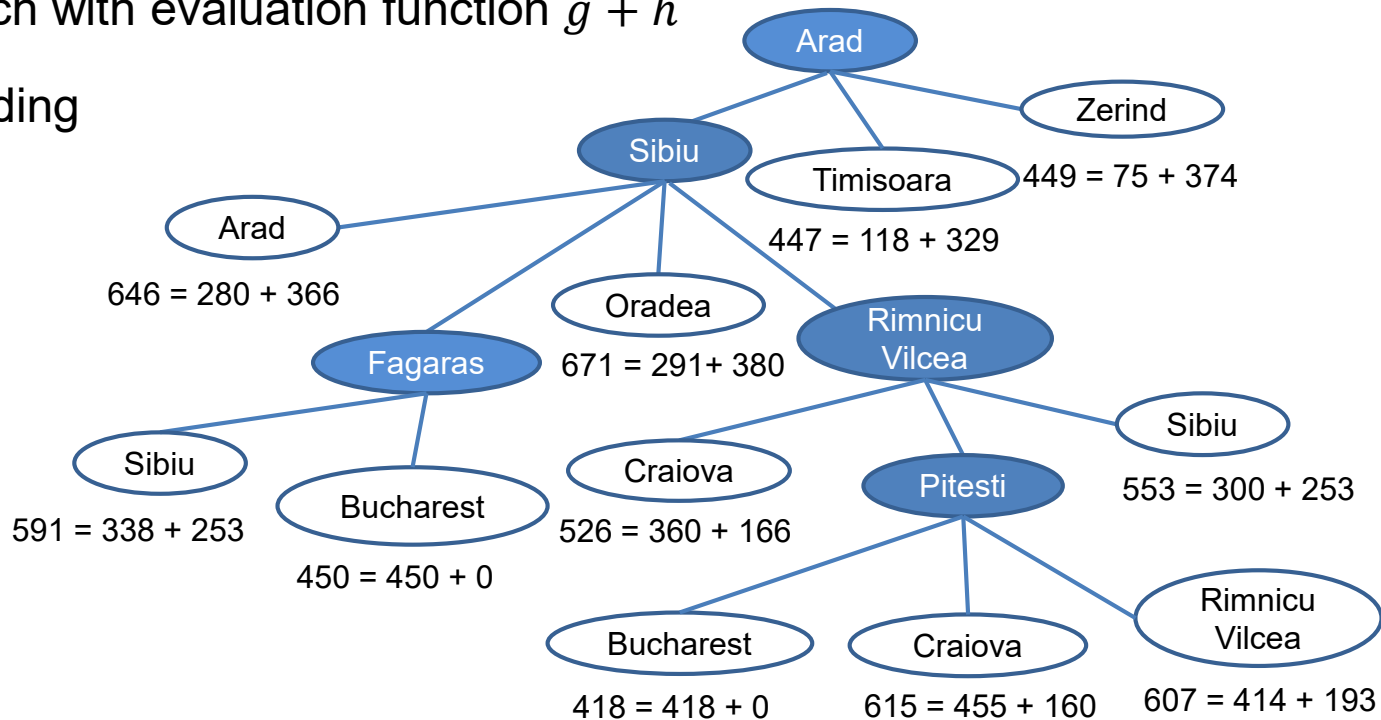 ch with evaluation function g + h
ding
Arad
Zerind
449 = 75 + 374
Sibiu
Timisoara
447 = 118 + 329
Arad
646 = 280 + 366
Oradea
671 = 291+ 380
Rimnicu
Vilcea
Fagaras
Sibiu
591 = 338 + 253
Bucharest
450 = 450 + 0
Craiova
526 = 360 + 166
Pitesti
Sibiu
553 = 300 + 253
Bucharest
418 = 418 + 0
Craiova
615 = 455 + 160
Rimnicu
Vilcea
607 = 414 + 193